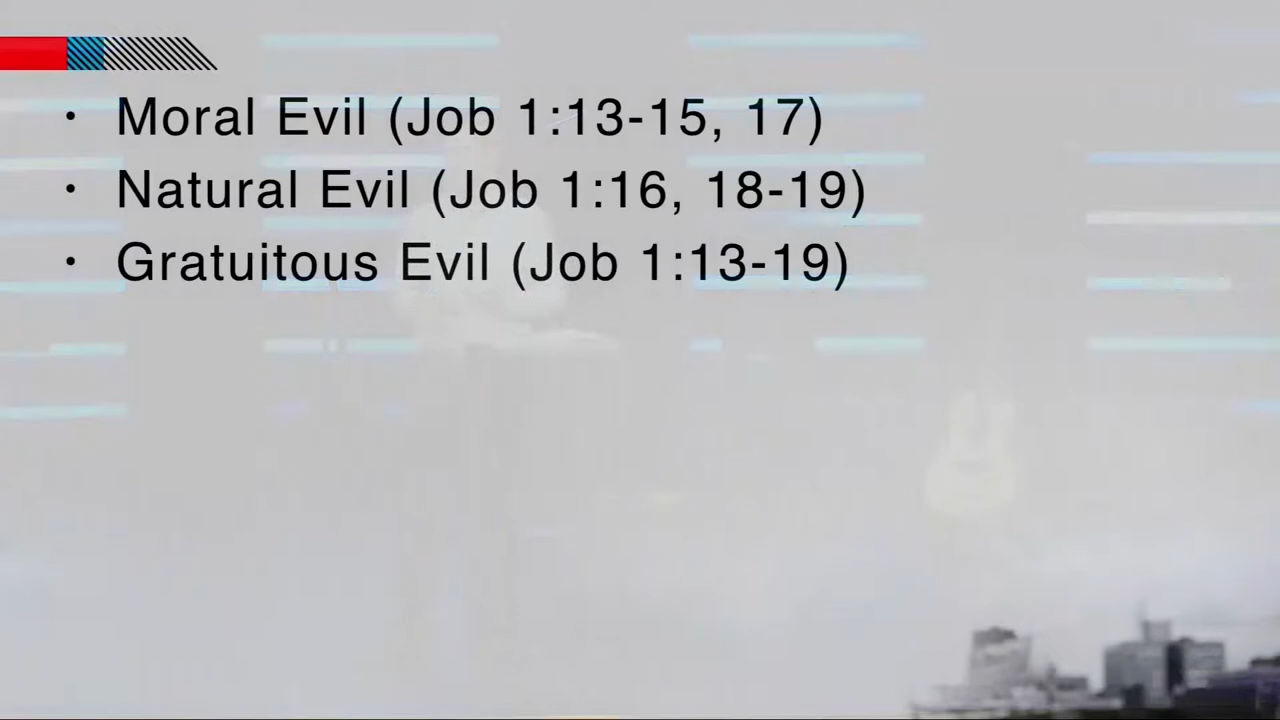 • Moral Evil (Job 1:13-15, 17)
• Natural Evil (Job 1:16, 18-19)
• Gratuitous Evil (Job 1:13-19)